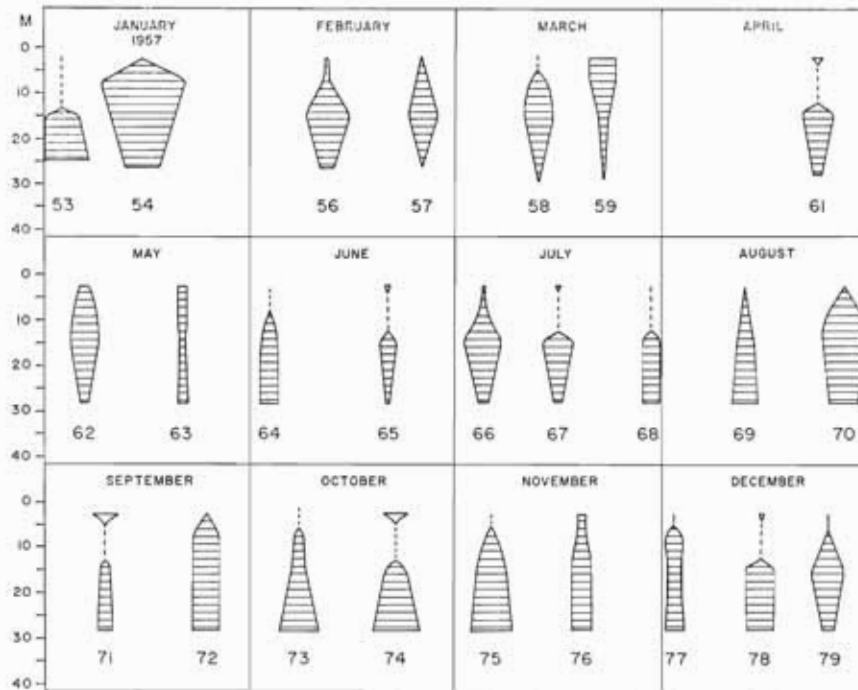 M
JANUARY
1957
FEBRUARY
MARCH
APRIL
0
10
20
30
40
53 54 56 57 58 59 61
MAY
JUNE
JULY
AUGUST
0
10
20
30
40
62 63 64 65 66 67 68 69 70
SEPTEMBER
OCTOBER
NOVEMBER
DECEMBER
0
10
20
30
40
71 72 73 74 75 76 77 78 79